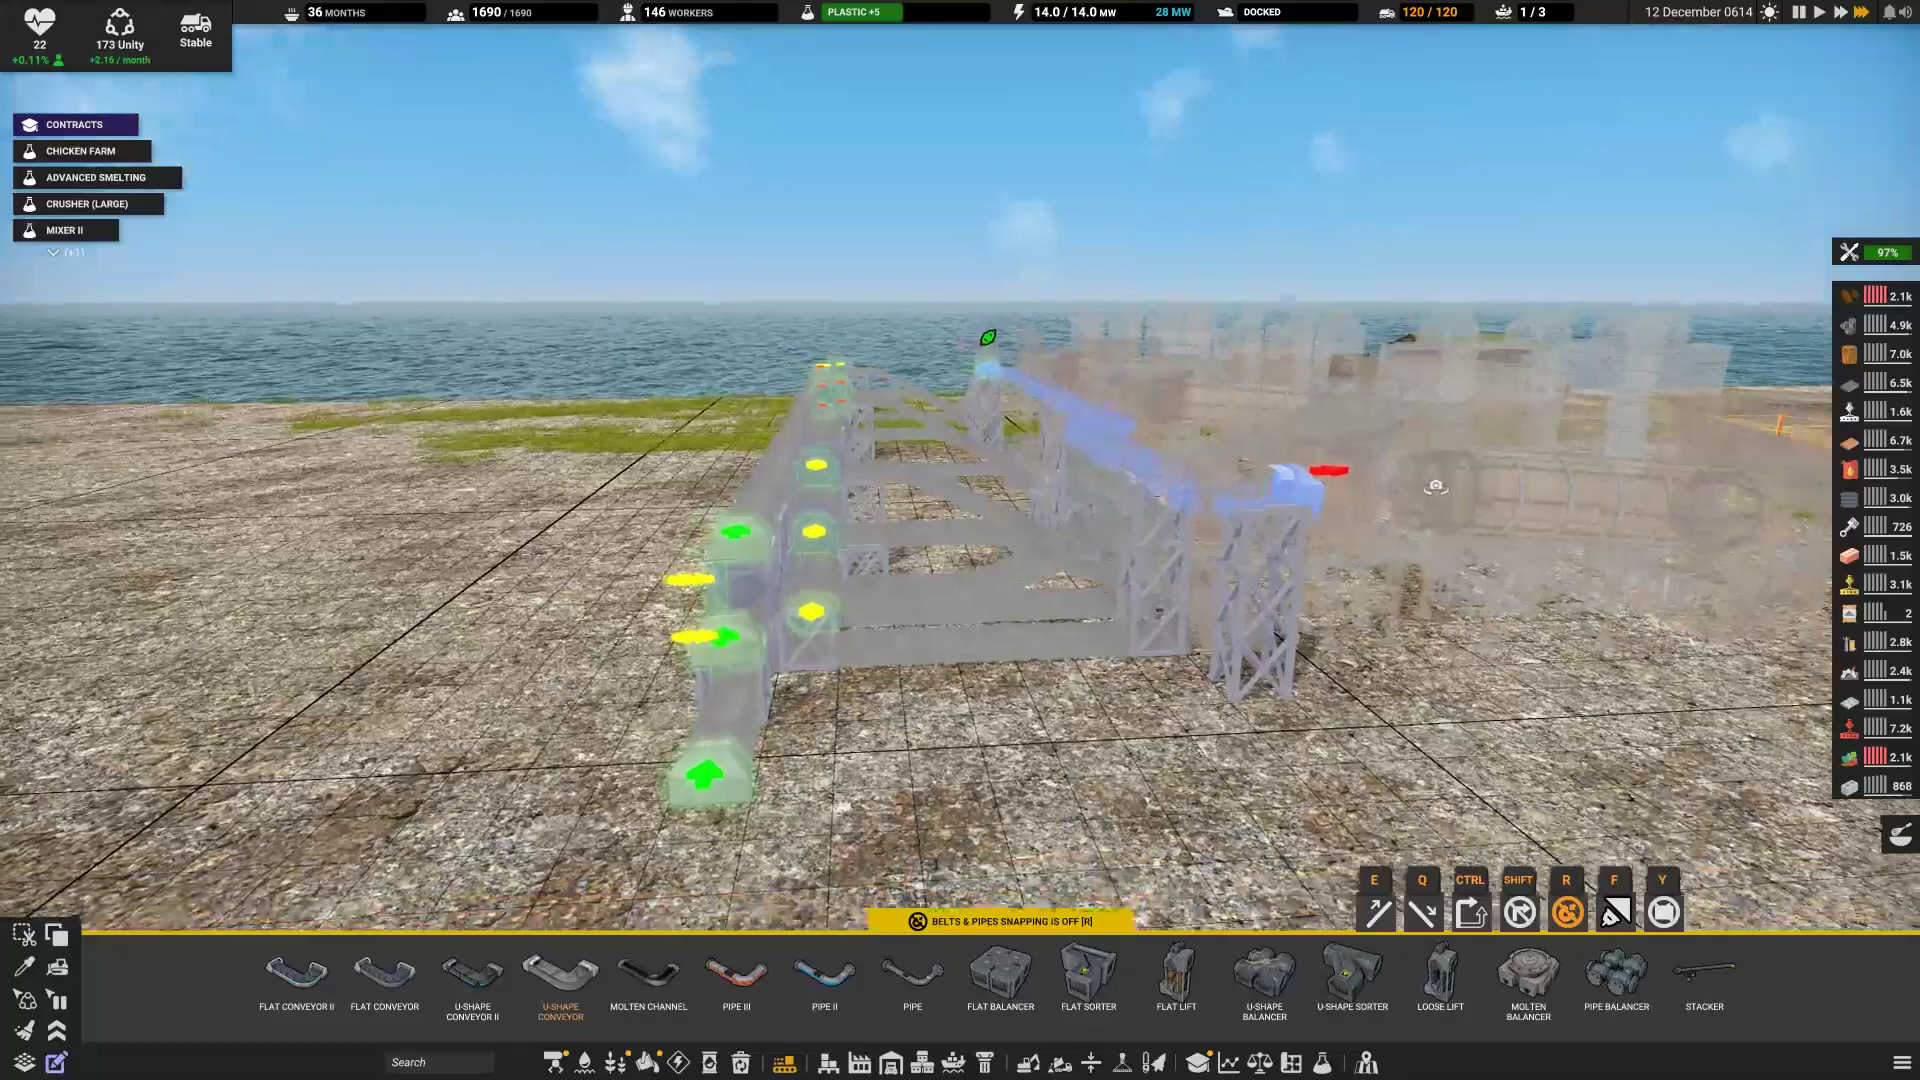 22
+0.11%
173 Unity
+2.16 / month
Stable
36 MONTHS
1690 / 1690
146 WORKERS
PLASTIC +5
14.0 / 14.0 MW
28 MW
DOCKED
120 / 120
1 / 3
12 December 0614
CONTRACTS
CHICKEN FARM
ADVANCED SMELTING
CRUSHER (LARGE)
MIXER II
(+1)
97%
2.1k
4.9k
7.0k
6.5k
1.6k
6.7k
3.5k
3.0k
726
1.5k
3.1k
2
2.8k
2.4k
1.1k
7.2k
2.1k
868
E
Q
CTRL
SHIFT
R
F
Y
BELTS & PIPES SNAPPING IS OFF [R]
FLAT CONVEYOR II
FLAT CONVEYOR
U-SHAPE
CONVEYOR II
U-SHAPE
CONVEYOR
MOLTEN CHANNEL
PIPE III
PIPE II
PIPE
FLAT BALANCER
FLAT SORTER
FLAT LIFT
U-SHAPE
BALANCER
U-SHAPE SORTER
LOOSE LIFT
MOLTEN
BALANCER
PIPE BALANCER
STACKER
Search